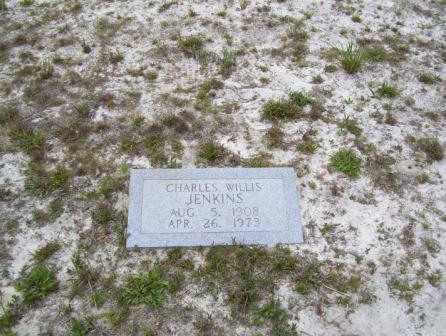 CHARLES WILLIS
JENKINS
AUG. 5, 1908
APR. 26, 1973